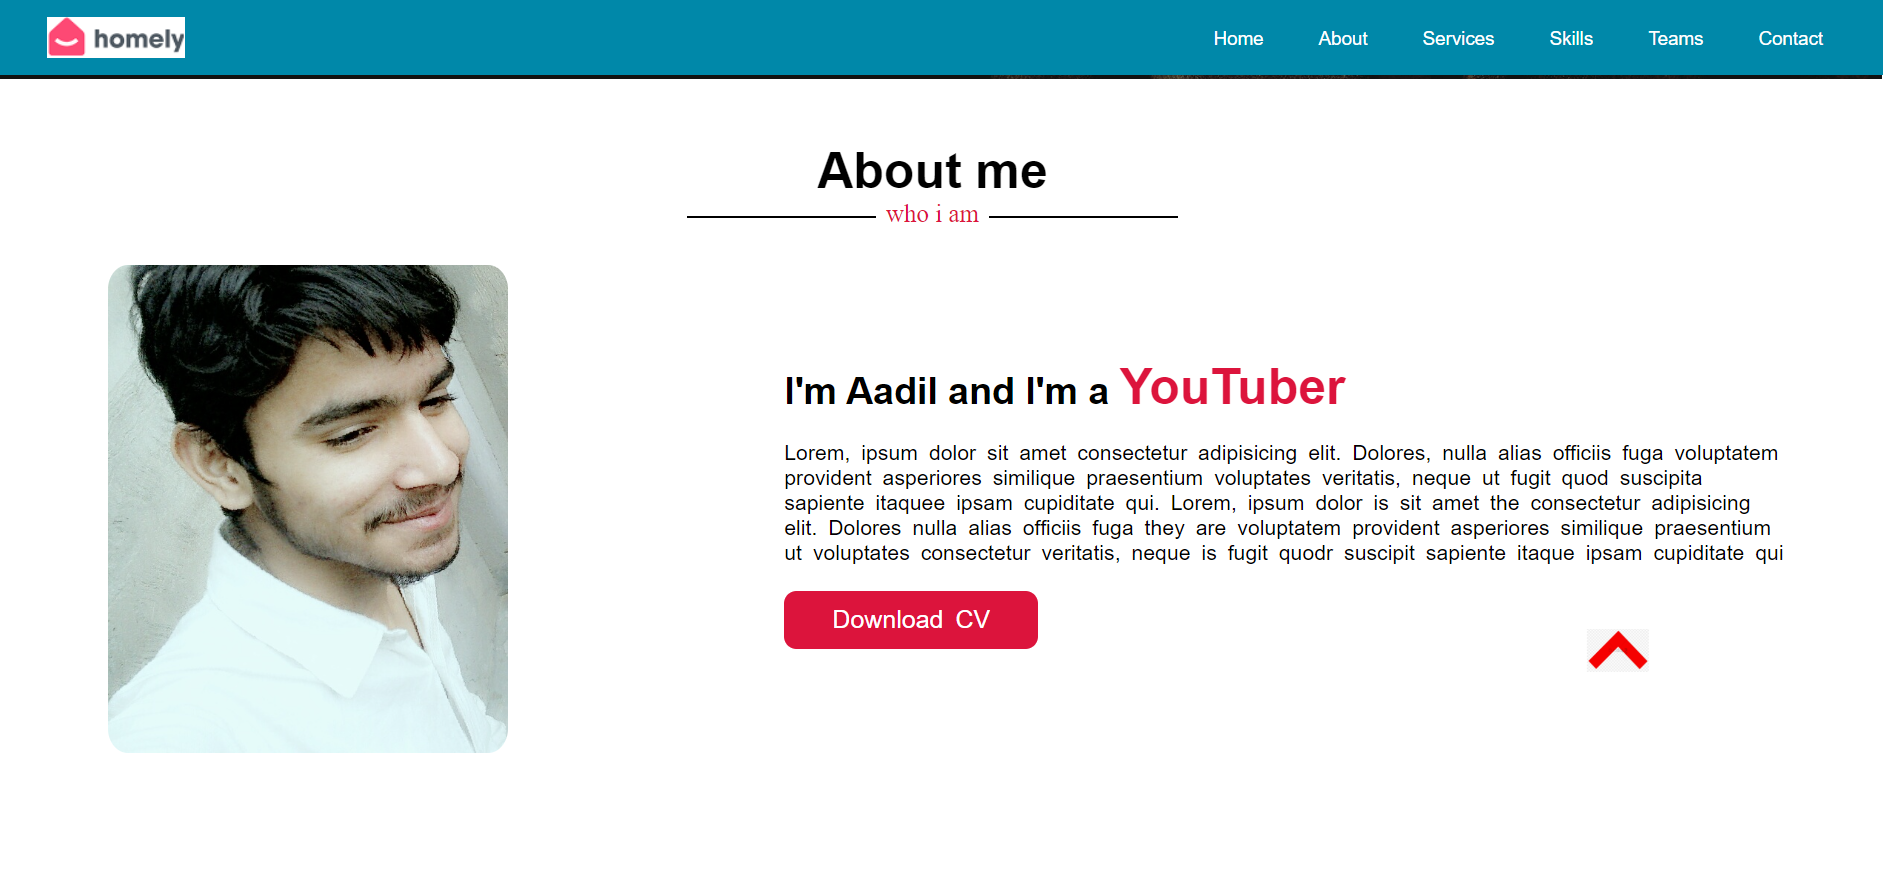 homely
Home About Services Skills Teams Contact
About me
who i am
I'm Aadil and I'm a YouTuber
Lorem, ipsum dolor sit amet consectetur adipisicing elit. Dolores, nulla alias officiis fuga voluptatem
provident asperiores similique praesentium voluptates veritatis, neque ut fugit quod suscipita
sapiente itaquee ipsam cupiditate qui. Lorem, ipsum dolor is sit amet the consectetur adipisicing
elit. Dolores nulla alias officiis fuga they are voluptatem provident asperiores similique praesentium
ut voluptates consectetur veritatis, neque is fugit quodr suscipit sapiente itaque ipsam cupiditate qui
Download CV